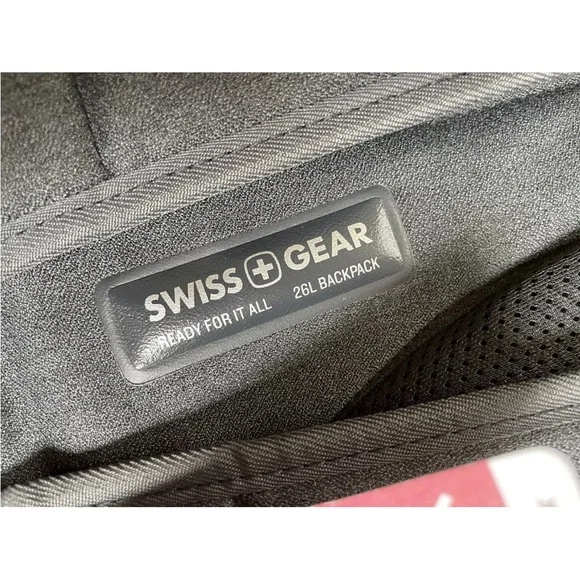 SWISS GEAR
READY FOR IT ALL 26L BACKPACK